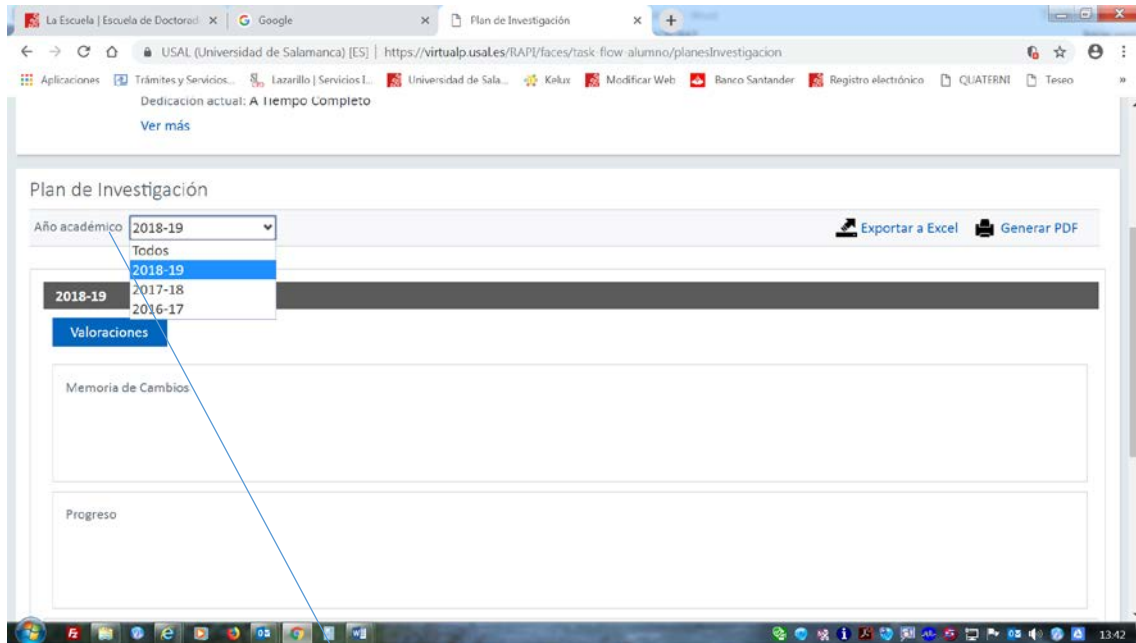 La Escuela | Escuela de Doctorad
Google
Plan de Investigación
USAL (Universidad de Salamanca) [ES] | https://virtualp.usal.es/RAPI/faces/task-flow-alumno/planesInvestigacion
Aplicaciones Trámites y Servicios... Lazarillo | Servicios I... Universidad de Sala... Kelux Modificar Web Banco Santander Registro electrónico QUATERNI Teseo »
Dedicación actual: A Tiempo Completo
Ver más
Plan de Investigación
Año académico 2018-19 Exportar a Excel Generar PDF
Todos
2018-19
2017-18
2016-17
2018-19
Valoraciones
Memoria de Cambios
Progreso
13:42